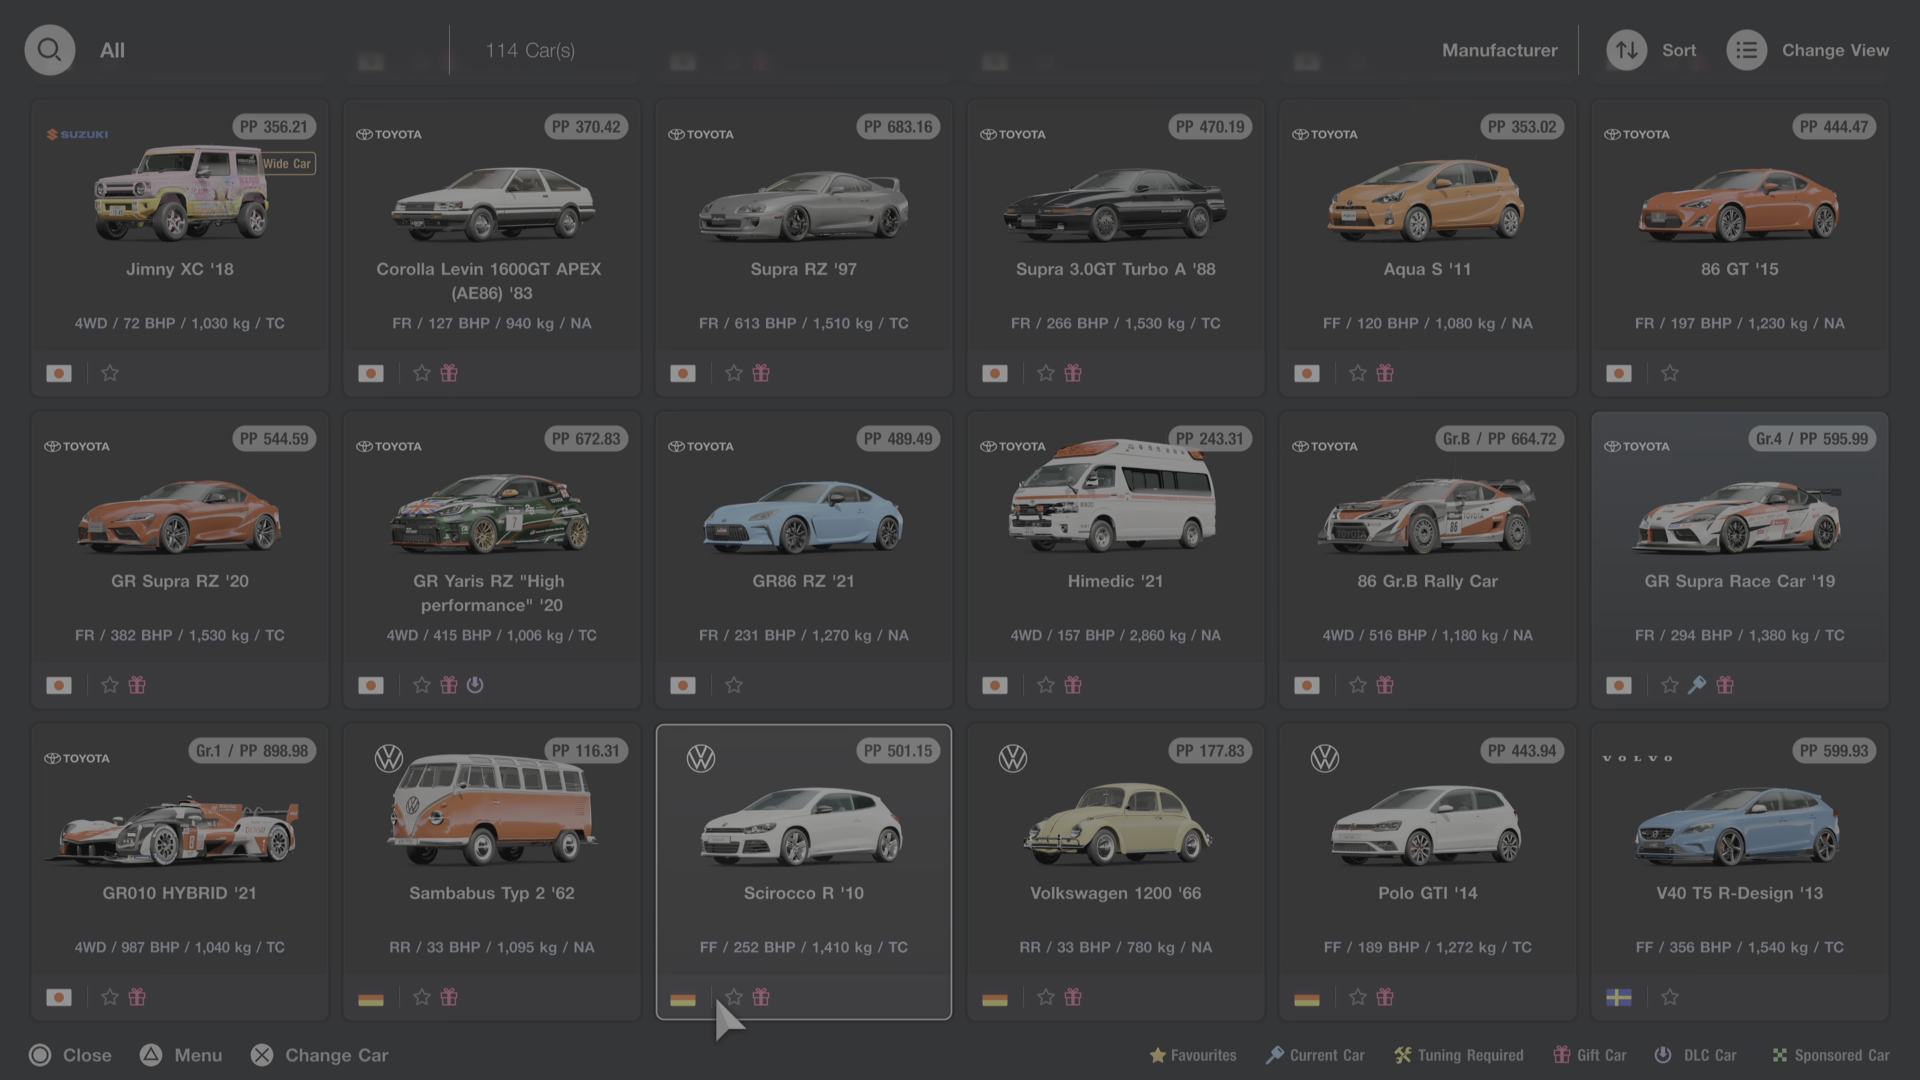 All
114 Car(s)
Manufacturer
Sort
Change View
SUZUKI
PP 356.21
Wide Car
Jimny XC '18
4WD / 72 BHP / 1,030 kg / TC
TOYOTA
PP 370.42
Corolla Levin 1600GT APEX
(AE86) '83
FR / 127 BHP / 940 kg / NA
TOYOTA
PP 683.16
Supra RZ '97
FR / 613 BHP / 1,510 kg / TC
TOYOTA
PP 470.19
Supra 3.0GT Turbo A '88
FR / 266 BHP / 1,530 kg / TC
TOYOTA
PP 353.02
Aqua S '11
FF / 120 BHP / 1,080 kg / NA
TOYOTA
PP 444.47
86 GT '15
FR / 197 BHP / 1,230 kg / NA
TOYOTA
PP 544.59
GR Supra RZ '20
FR / 382 BHP / 1,530 kg / TC
TOYOTA
PP 672.83
7
GR Yaris RZ "High
performance" '20
4WD / 415 BHP / 1,006 kg / TC
TOYOTA
PP 489.49
GR86 RZ '21
FR / 231 BHP / 1,270 kg / NA
TOYOTA
PP 243.31
Himedic '21
4WD / 157 BHP / 2,860 kg / NA
TOYOTA
Gr.B / PP 664.72
TOYOTA
86
TOYOTA
86 Gr.B Rally Car
4WD / 516 BHP / 1,180 kg / NA
TOYOTA
Gr.4 / PP 595.99
GR Supra Race Car '19
FR / 294 BHP / 1,380 kg / TC
TOYOTA
Gr.1 / PP 898.98
8
DENSO
GR010 HYBRID '21
4WD / 987 BHP / 1,040 kg / TC
PP 116.31
Sambabus Typ 2 '62
RR / 33 BHP / 1,095 kg / NA
PP 501.15
Scirocco R '10
FF / 252 BHP / 1,410 kg / TC
PP 177.83
Volkswagen 1200 '66
RR / 33 BHP / 780 kg / NA
PP 443.94
Polo GTI '14
FF / 189 BHP / 1,272 kg / TC
VOLVO
PP 599.93
V40 T5 R-Design '13
FF / 356 BHP / 1,540 kg / TC
Close
Menu
Change Car
Favourites
Current Car
Tuning Required
Gift Car
DLC Car
Sponsored Car